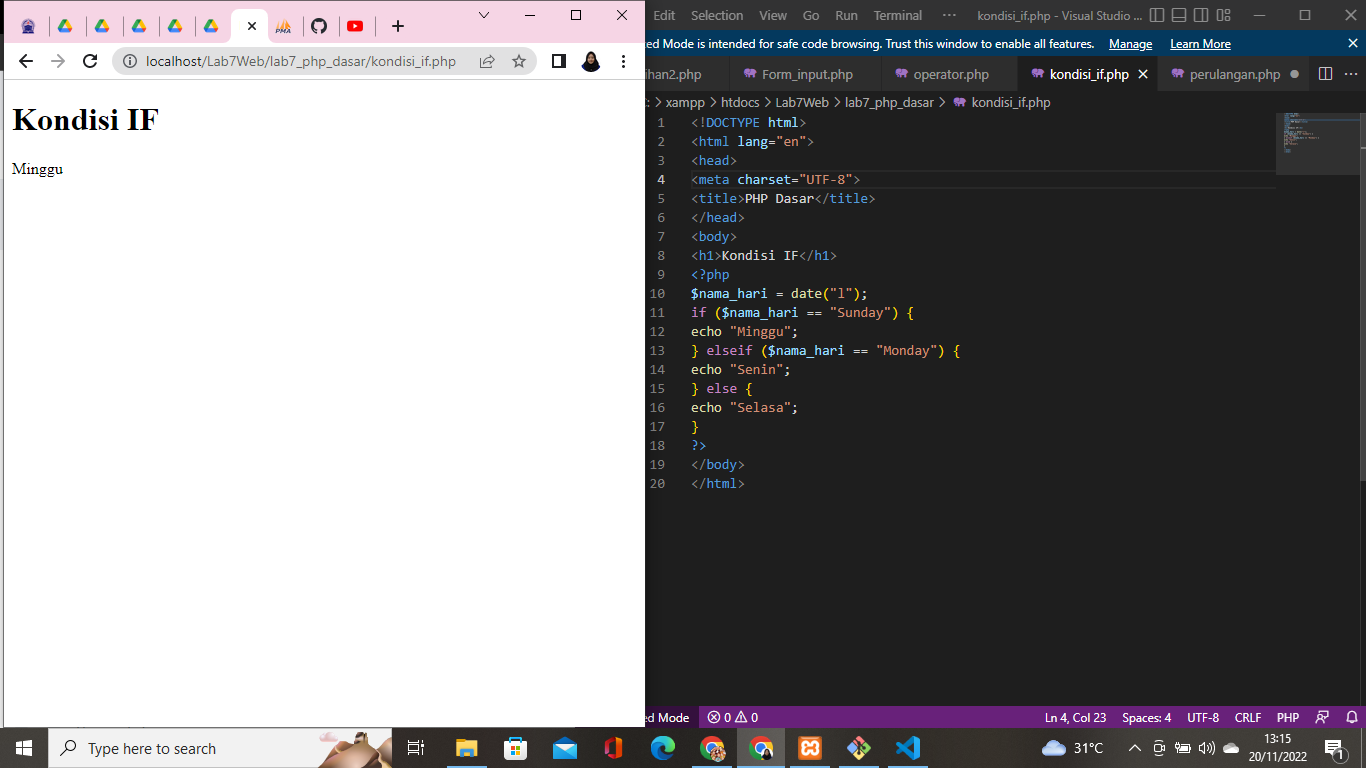 localhost/Lab7Web/lab7_php_dasar/kondisi_if.php
Kondisi IF
Minggu
Edit Selection View Go Run Terminal ··· kondisi_if.php - Visual Studio ...
ed Mode is intended for safe code browsing. Trust this window to enable all features. Manage Learn More
ihan2.php Form_input.php operator.php kondisi_if.php perulangan.php
: > xampp > htdocs > Lab7Web > lab7_php_dasar > kondisi_if.php
1 <!DOCTYPE html>
2 <html lang="en">
3 <head>
4 <meta charset="UTF-8">
5 <title>PHP Dasar</title>
6 </head>
7 <body>
8 <h1>Kondisi IF</h1>
9 <?php
10 $nama_hari = date("l");
11 if ($nama_hari == "Sunday") {
12 echo "Minggu";
13 } elseif ($nama_hari == "Monday") {
14 echo "Senin";
15 } else {
16 echo "Selasa";
17 }
18 ?>
19 </body>
20 </html>
ed Mode 0 0 Ln 4, Col 23 Spaces: 4 UTF-8 CRLF PHP
Type here to search
31°C
13:15
20/11/2022
1
PMA